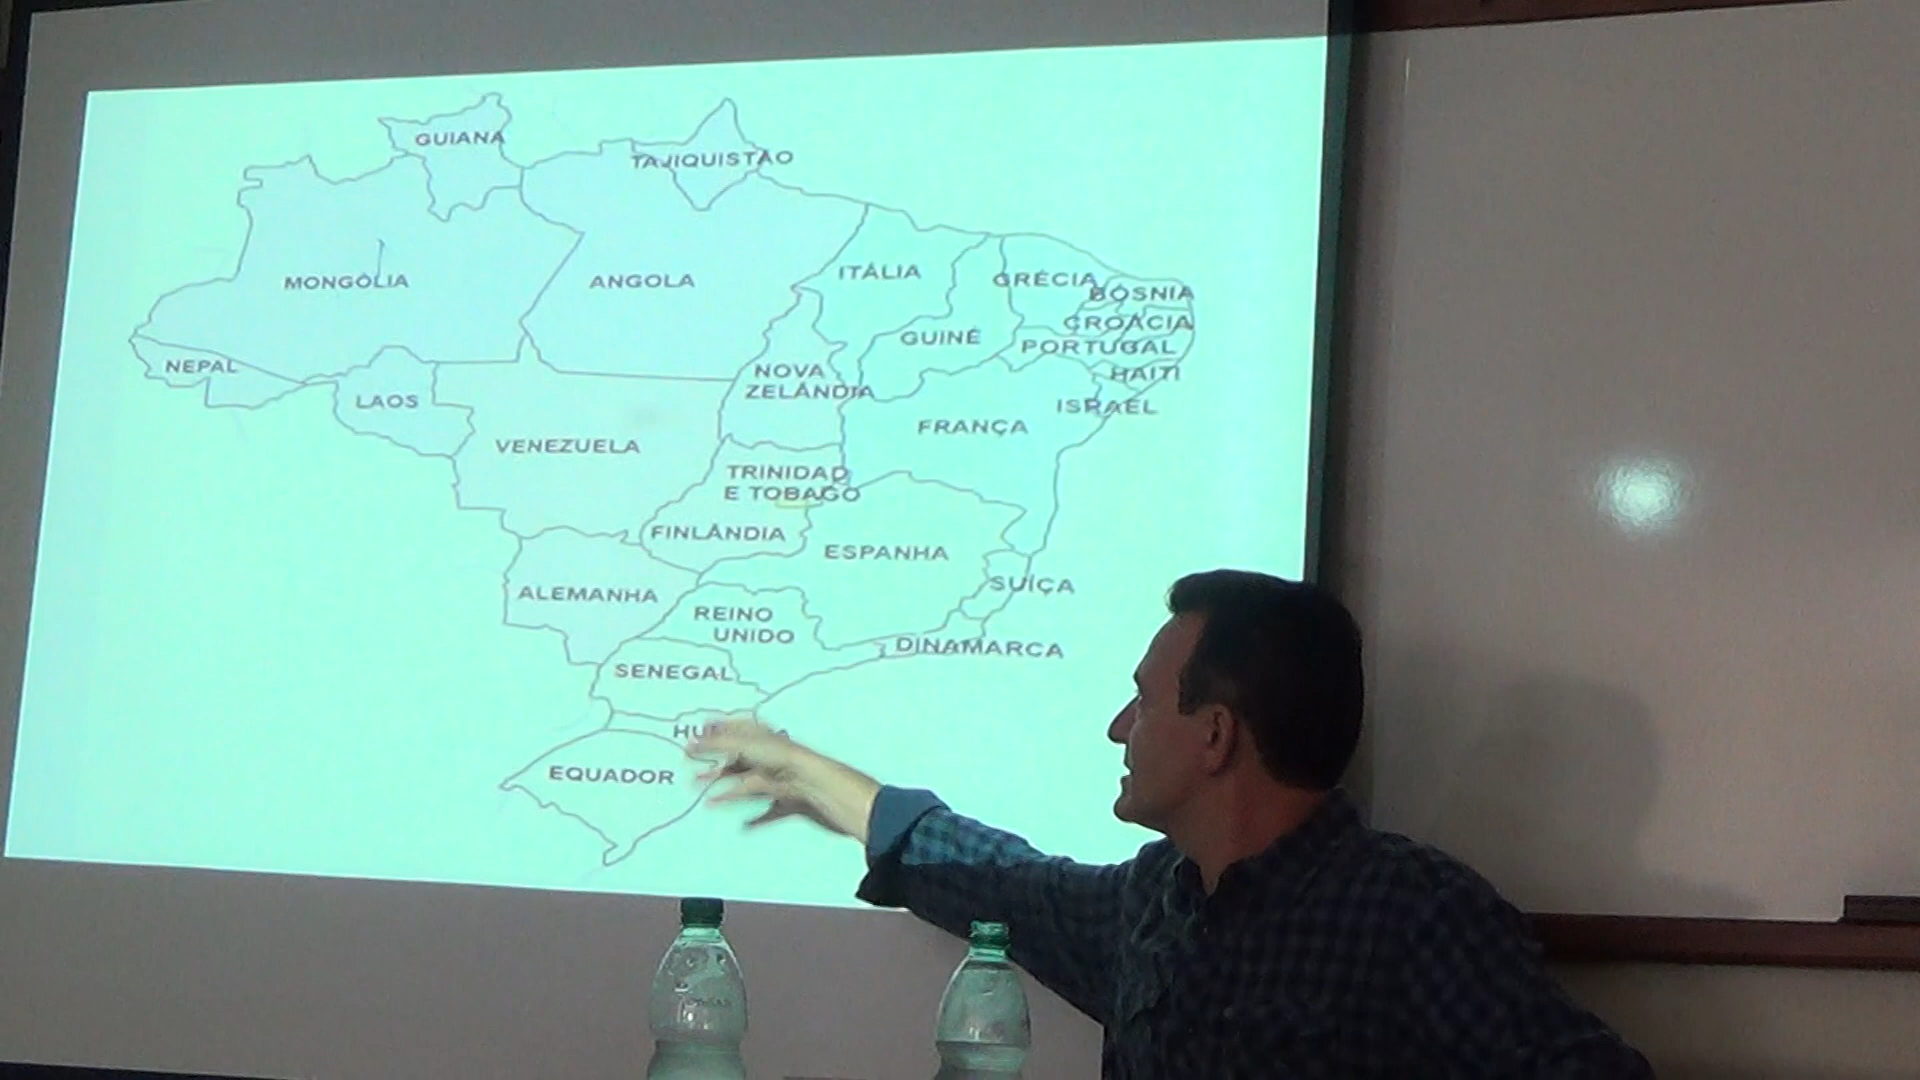 GUIANA
TAJIQUISTÃO
MONGÓLIA
ANGOLA
ITÁLIA
GRÉCIA
BÓSNIA
CROÁCIA
GUINÉ
PORTUGAL
NEPAL
HAITI
NOVA
ZELÂNDIA
LAOS
ISRAEL
FRANÇA
VENEZUELA
TRINIDAD
E TOBAGO
FINLÂNDIA
ESPANHA
SUÍÇA
ALEMANHA
REINO
UNIDO
DINAMARCA
SENEGAL
EQUADOR